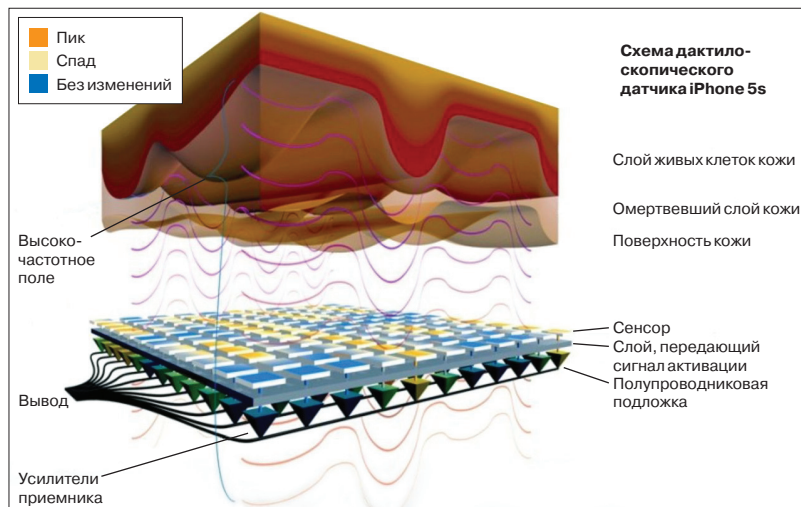 Пик
Спад
Без изменений
Схема дактило-
скопического
датчика iPhone 5s
Слой живых клеток кожи
Омертвевший слой кожи
Поверхность кожи
Высоко-
частотное
поле
Сенсор
Слой, передающий
сигнал активации
Полупроводниковая
подложка
Вывод
Усилители
приемника